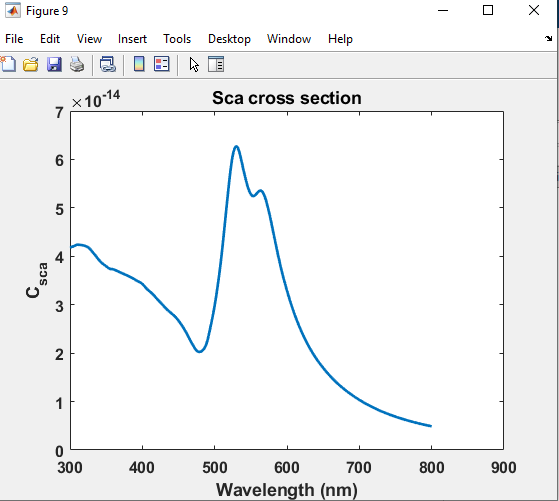 Figure 9
File Edit View Insert Tools Desktop Window Help
×10^-14
Sca cross section
7
6
5
4
3
2
1
0
C_sca
300 400 500 600 700 800 900
Wavelength (nm)